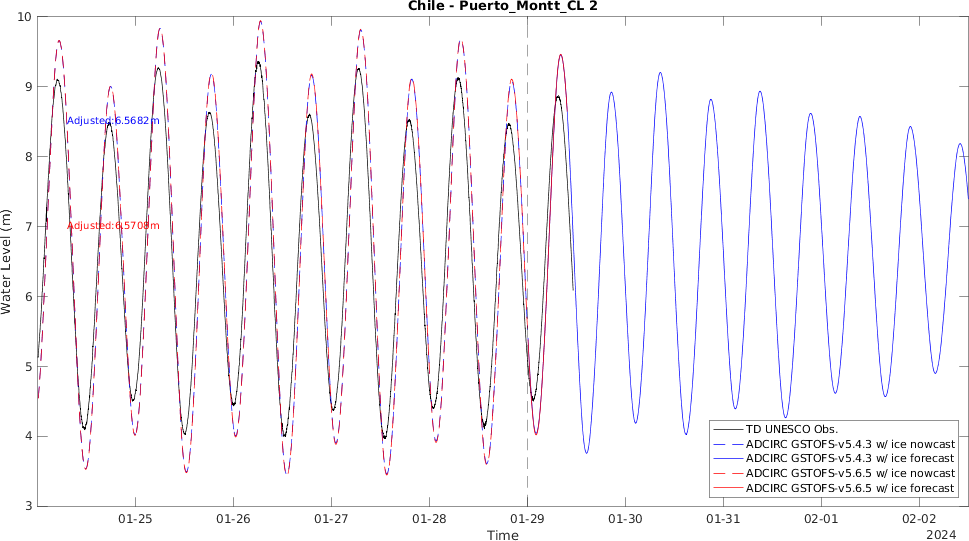 Chile - Puerto_Montt_CL 2
10
9
8
7
6
5
4
3
Water Level (m)
Adjusted:6.5682m
Adjusted:6.5708m
TD UNESCO Obs.
ADCIRC GSTOFS-v5.4.3 w/ ice nowcast
ADCIRC GSTOFS-v5.4.3 w/ ice forecast
ADCIRC GSTOFS-v5.6.5 w/ ice nowcast
ADCIRC GSTOFS-v5.6.5 w/ ice forecast
01-25
01-26
01-27
01-28
01-29
01-30
01-31
02-01
02-02
Time
2024